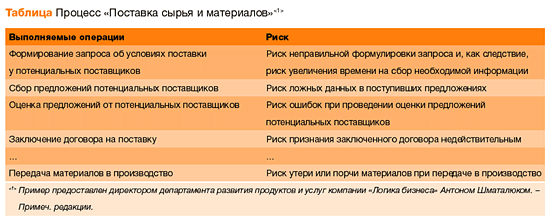 Таблица Процесс «Поставка сырья и материалов»<1>
Выполняемые операции Риск
Формирование запроса об условиях поставки Риск неправильной формулировки запроса и, как следствие,
у потенциальных поставщиков риск увеличения времени на сбор необходимой информации
Сбор предложений потенциальных поставщиков Риск ложных данных в поступивших предложениях
Оценка предложений от потенциальных поставщиков Риск ошибок при проведении оценки предложений
потенциальных поставщиков
Заключение договора на поставку Риск признания заключенного договора недействительным
... ...
Передача материалов в производство Риск утери или порчи материалов при передаче в производство
<1> Пример предоставлен директором департамента развития продуктов и услуг компании «Логика бизнеса» Антоном Шматалюком. –
Примеч. редакции.